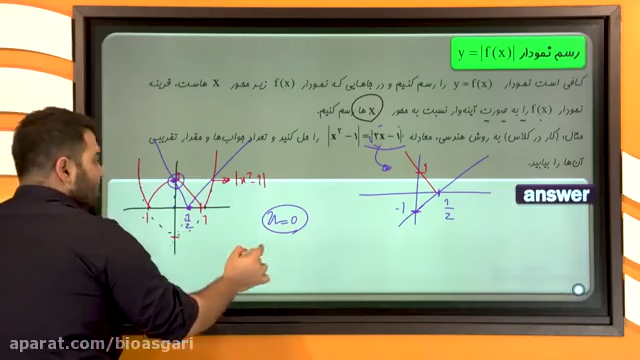 رسم نمودار y = |f(x)|
کافی است نمودار y = f(x) را رسم کنیم و در جاهایی که نمودار f(x) زیر محور x هاست، قرینه
نمودار f(x) را به صورت آینه‌وار نسبت به محور x ها رسم کنیم.
مثال: (کار در کلاس) به روش هندسی، معادله |x² − 1| = |۲x − 1| را حل کنید و تعداد جواب‌ها و مقدار تقریبی
آن‌ها را بیابید.
answer
|x²-1|
-1
1/2
1
x=0
1
-1
1/2
aparat.com/bioasgari